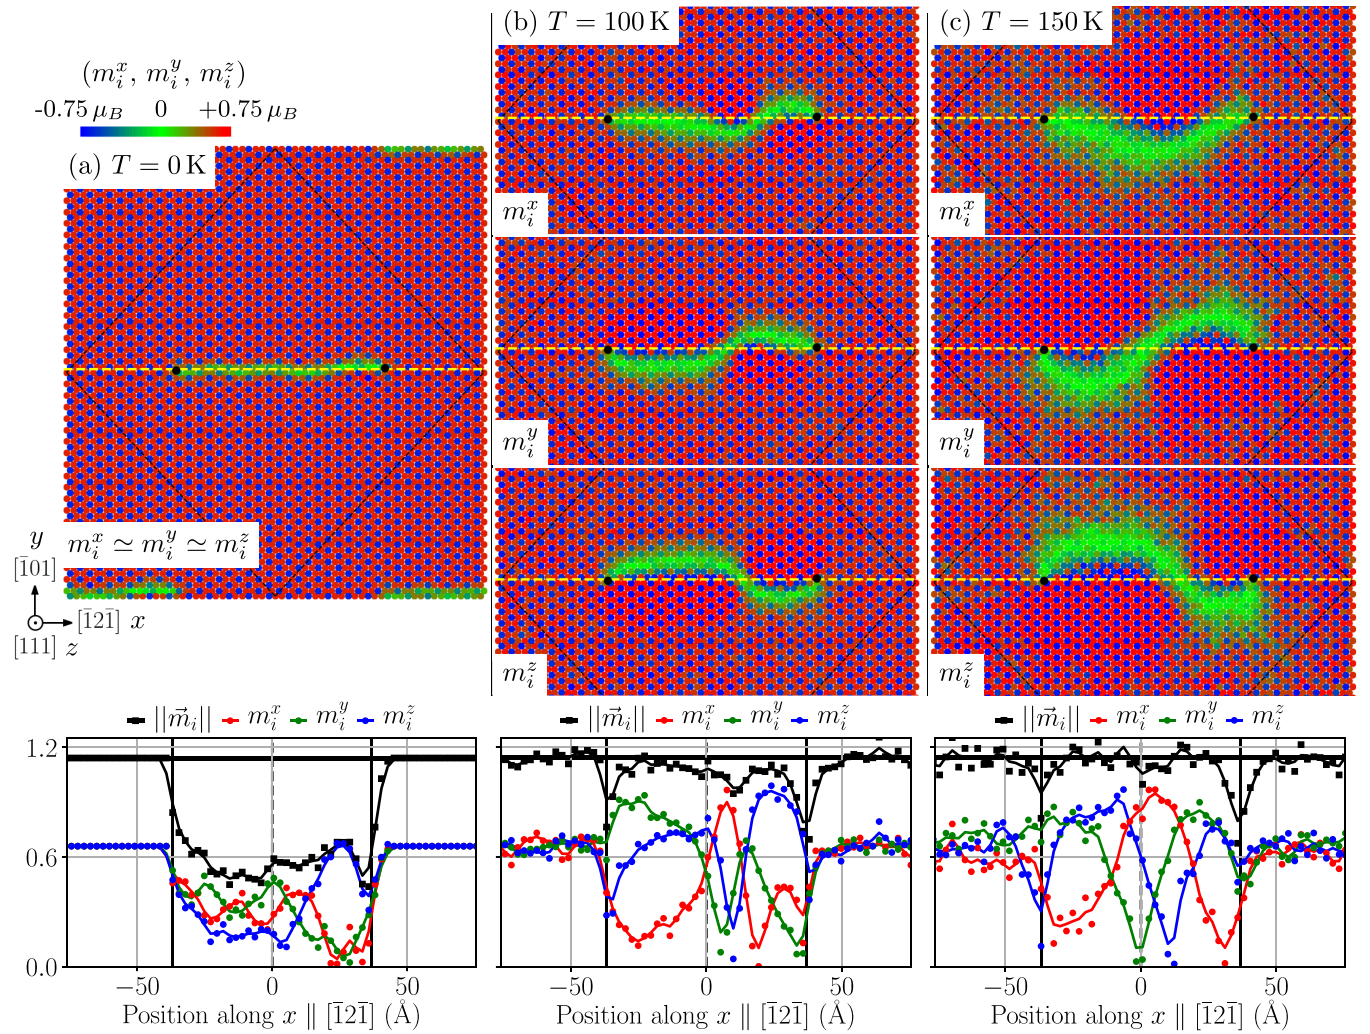 (m_i^x, m_i^y, m_i^z)
-0.75 μ_B 0 +0.75 μ_B
(a) T = 0 K
m_i^x ≃ m_i^y ≃ m_i^z
y
[1̄01]
[1̄21̄] x
[111] z
(b) T = 100 K
m_i^x
m_i^y
m_i^z
(c) T = 150 K
m_i^x
m_i^y
m_i^z
||m⃗_i|| m_i^x m_i^y m_i^z
1.2
0.6
0.0
−50 0 50
Position along x ∥ [1̄21̄] (Å)
||m⃗_i|| m_i^x m_i^y m_i^z
−50 0 50
Position along x ∥ [1̄21̄] (Å)
||m⃗_i|| m_i^x m_i^y m_i^z
−50 0 50
Position along x ∥ [1̄21̄] (Å)